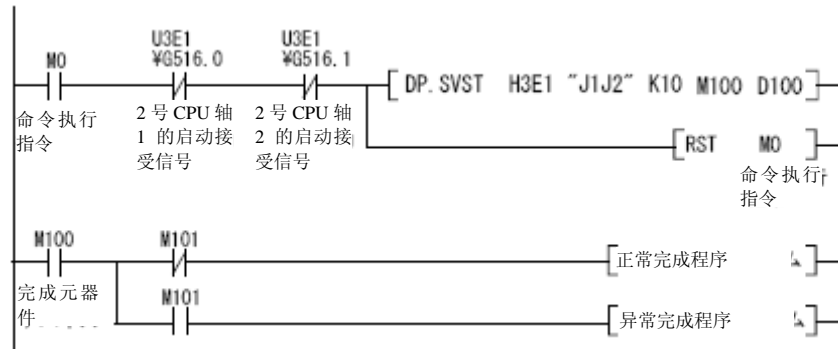 U3E1 U3E1
M0 ¥G516.0 ¥G516.1
DP.SVST H3E1 "J1J2" K10 M100 D100
命令执行 2号CPU轴 2号CPU轴
指令 1 的启动接 2 的启动接
受信号 受信号
RST M0
命令执行
指令
M100 M101
正常完成程序
完成元器 M101
件
异常完成程序